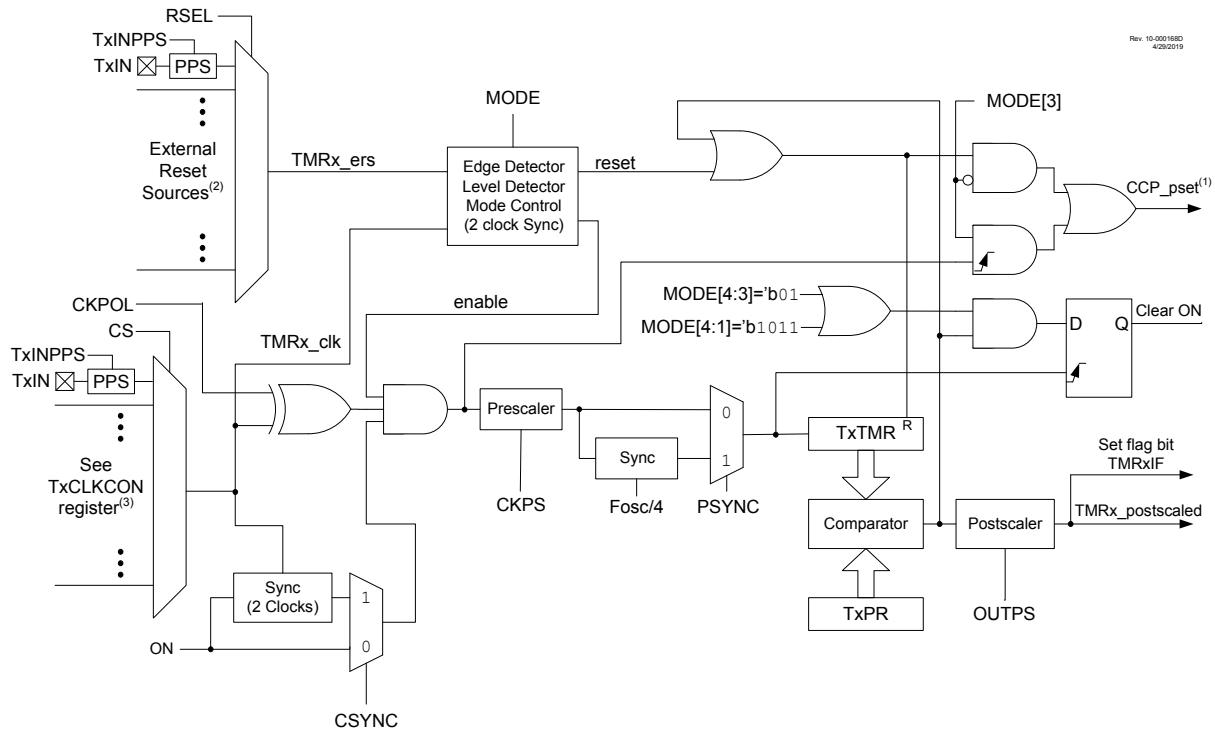 RSEL
Rev. 10-000168D
4/29/2019
TxINPPS
TxIN
PPS
MODE
MODE[3]
External
Reset
Sources(2)
TMRx_ers
Edge Detector
Level Detector
Mode Control
(2 clock Sync)
reset
CCP_pset(1)
CKPOL
CS
enable
TMRx_clk
MODE[4:3]='b01
MODE[4:1]='b1011
D
Q
Clear ON
TxINPPS
TxIN
PPS
See
TxCLKCON
register(3)
Prescaler
CKPS
Sync
Fosc/4
0
1
PSYNC
TxTMR
R
Comparator
TxPR
Postscaler
OUTPS
Set flag bit
TMRxIF
TMRx_postscaled
Sync
(2 Clocks)
1
0
ON
CSYNC